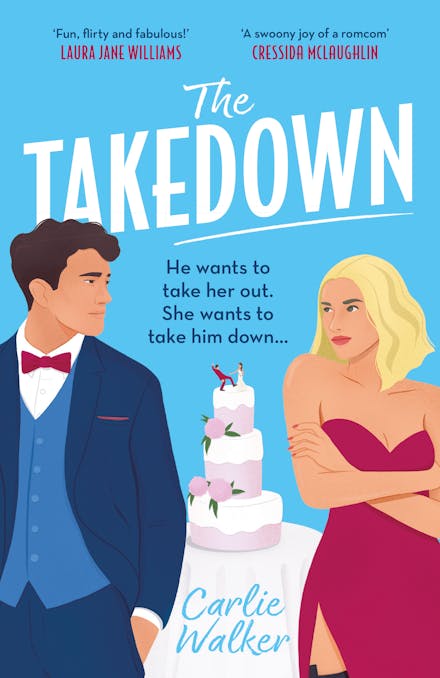 ‘Fun, flirty and fabulous!’
LAURA JANE WILLIAMS
‘A swoony joy of a romcom’
CRESSIDA MCLAUGHLIN
The
TAKEDOWN
He wants to
take her out.
She wants to
take him down...
Carlie
Walker